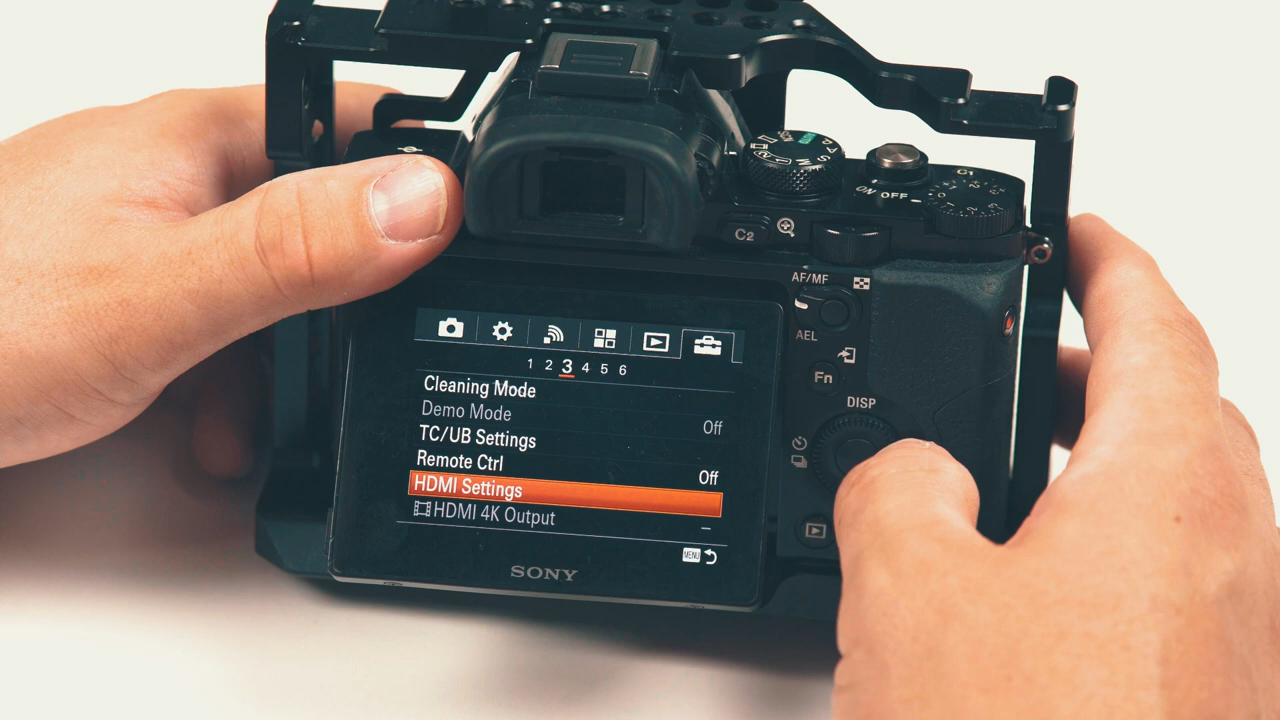 P
A
S
M
C1
ON OFF
C2
AF/MF
AEL
Fn
DISP
1 2 3 4 5 6
Cleaning Mode
Demo Mode Off
TC/UB Settings
Remote Ctrl Off
HDMI Settings
HDMI 4K Output –
MENU
SONY